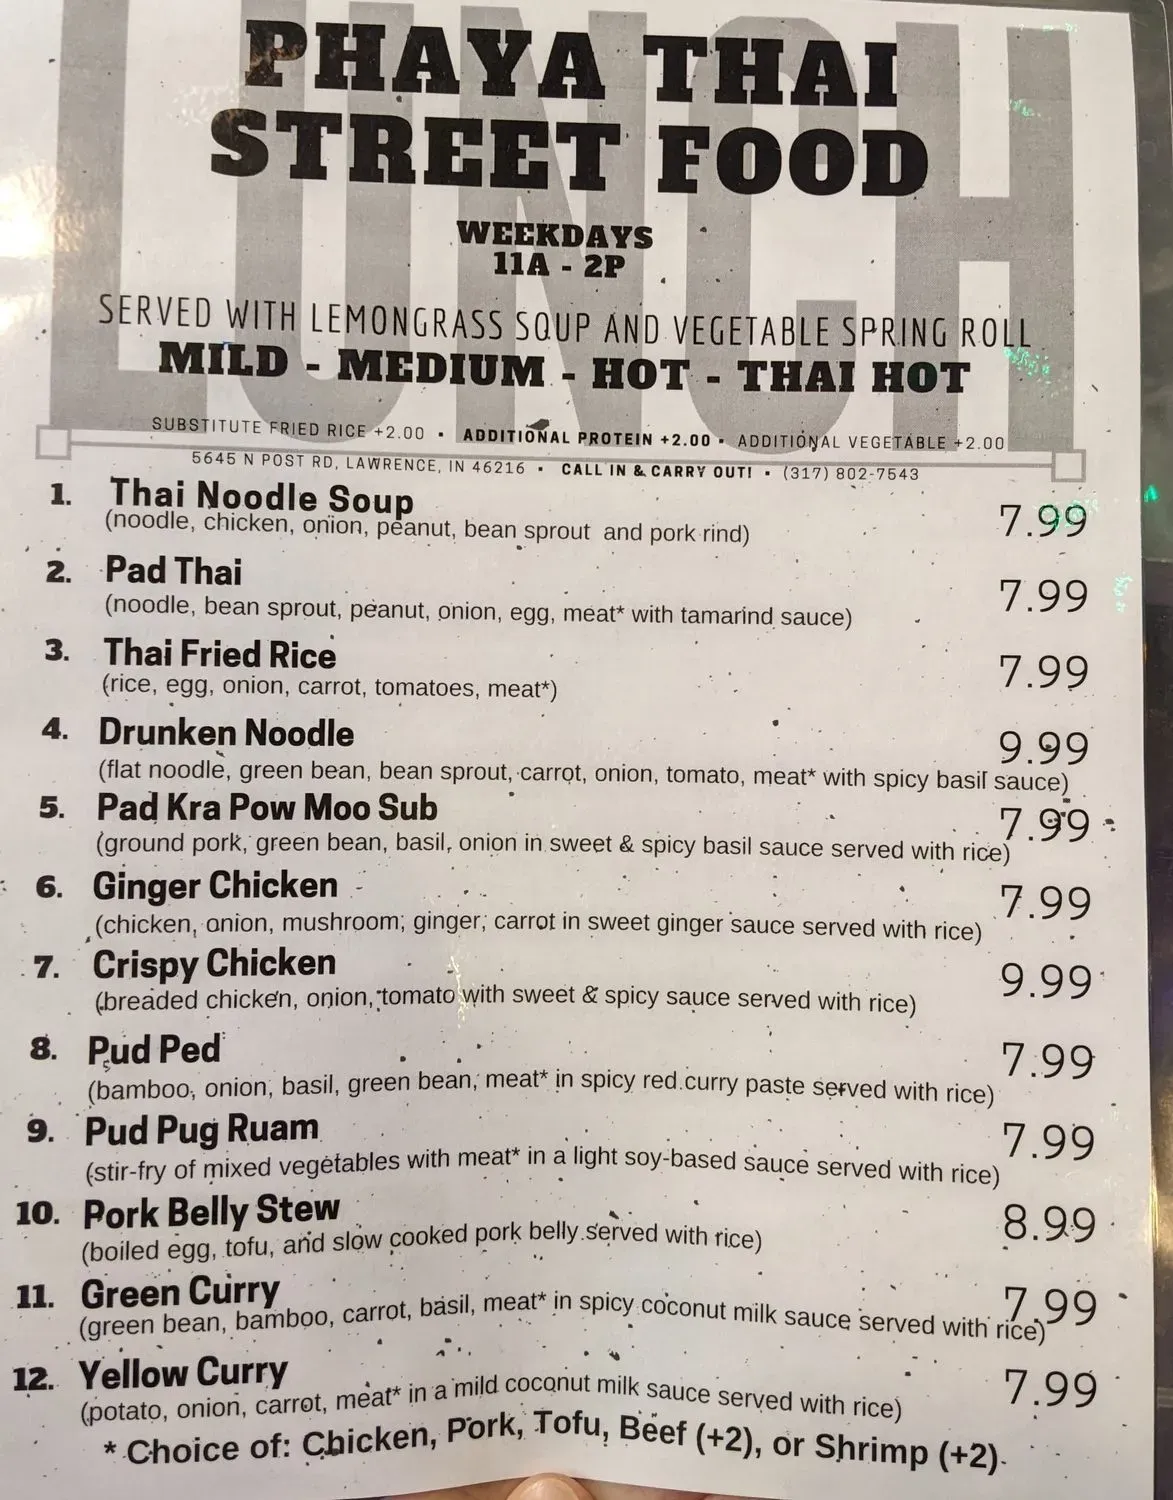 LUNCH
PHAYA THAI
STREET FOOD
WEEKDAYS
11A - 2P
SERVED WITH LEMONGRASS SOUP AND VEGETABLE SPRING ROLL
MILD - MEDIUM - HOT - THAI HOT
SUBSTITUTE FRIED RICE +2.00 • ADDITIONAL PROTEIN +2.00 • ADDITIONAL VEGETABLE +2.00
5645 N POST RD, LAWRENCE, IN 46216 • CALL IN & CARRY OUT! • (317) 802-7543
1. Thai Noodle Soup 7.99
(noodle, chicken, onion, peanut, bean sprout and pork rind)
2. Pad Thai 7.99
(noodle, bean sprout, peanut, onion, egg, meat* with tamarind sauce)
3. Thai Fried Rice 7.99
(rice, egg, onion, carrot, tomatoes, meat*)
4. Drunken Noodle 9.99
(flat noodle, green bean, bean sprout, carrot, onion, tomato, meat* with spicy basil sauce)
5. Pad Kra Pow Moo Sub 7.99
(ground pork, green bean, basil, onion in sweet & spicy basil sauce served with rice)
6. Ginger Chicken 7.99
(chicken, onion, mushroom, ginger, carrot in sweet ginger sauce served with rice)
7. Crispy Chicken 9.99
(breaded chicken, onion, tomato with sweet & spicy sauce served with rice)
8. Pud Ped 7.99
(bamboo, onion, basil, green bean, meat* in spicy red curry paste served with rice)
9. Pud Pug Ruam 7.99
(stir-fry of mixed vegetables with meat* in a light soy-based sauce served with rice)
10. Pork Belly Stew 8.99
(boiled egg, tofu, and slow cooked pork belly served with rice)
11. Green Curry 7.99
(green bean, bamboo, carrot, basil, meat* in spicy coconut milk sauce served with rice)
12. Yellow Curry 7.99
(potato, onion, carrot, meat* in a mild coconut milk sauce served with rice)
* Choice of: Chicken, Pork, Tofu, Beef (+2), or Shrimp (+2)